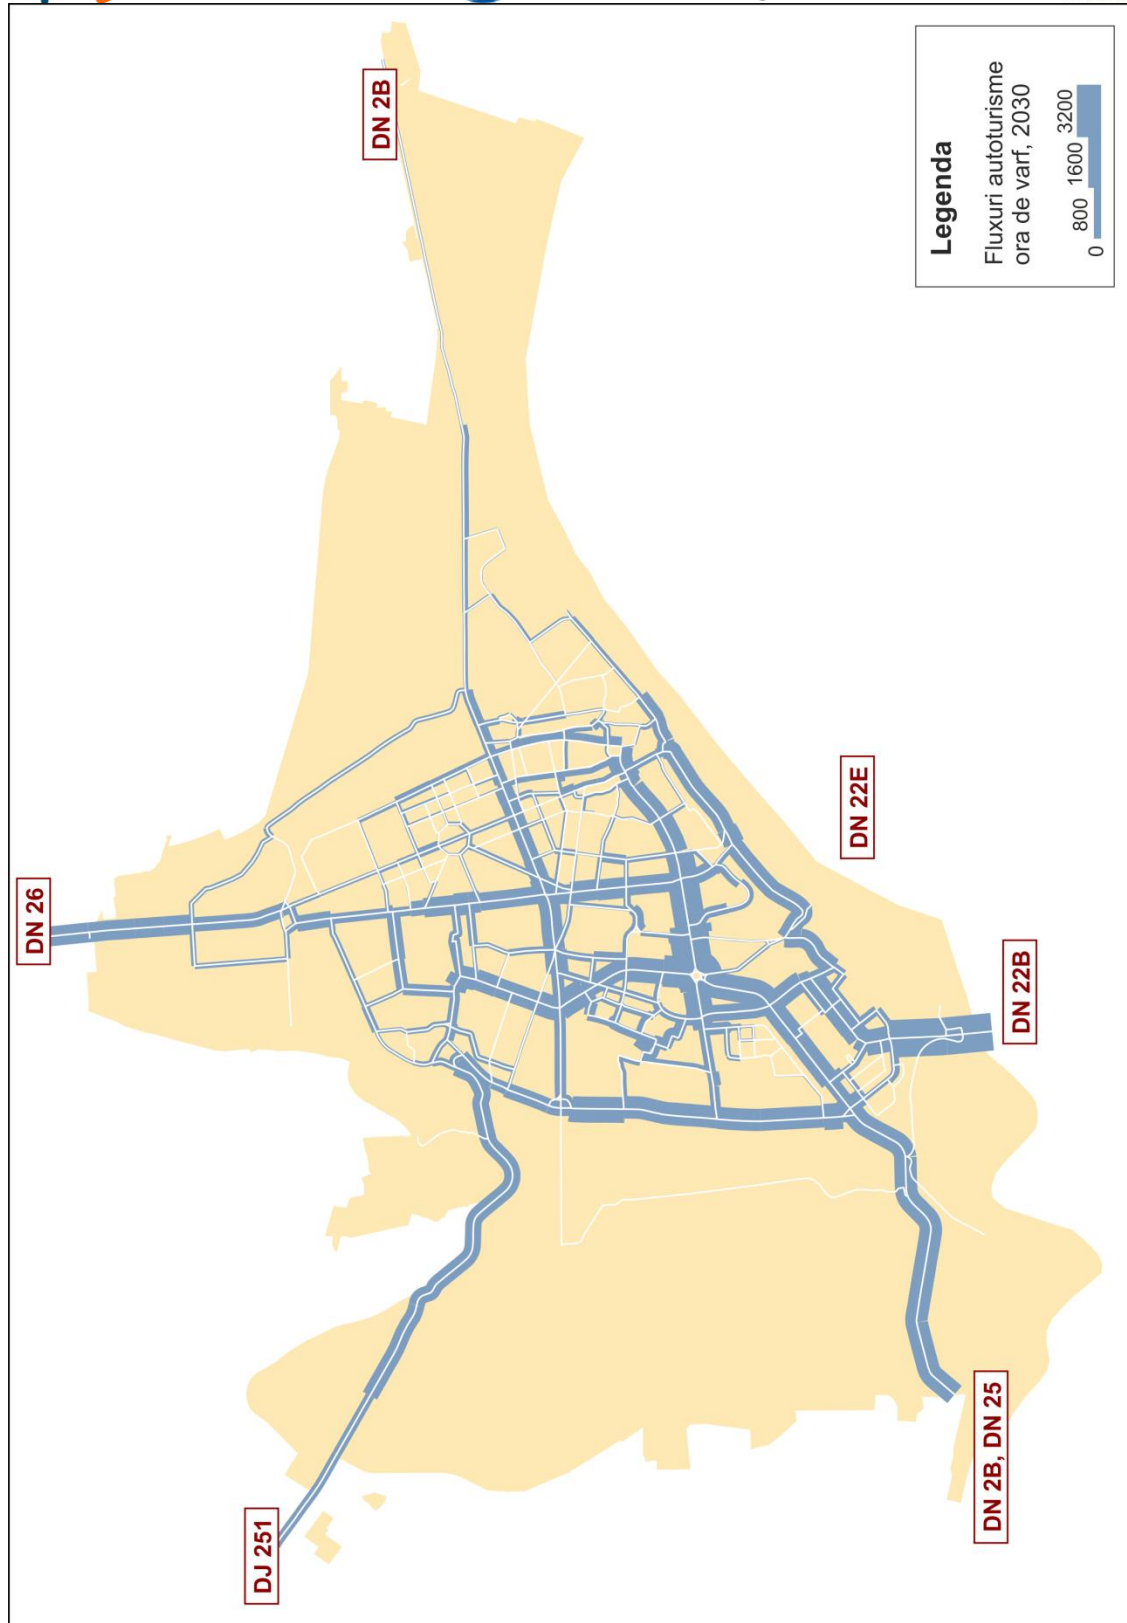 DN 2B
Legenda
Fluxuri autoturisme
ora de varf, 2030
0 800 1600 3200
DN 26
DN 22E
DN 22B
DN 2B, DN 25
DJ 251